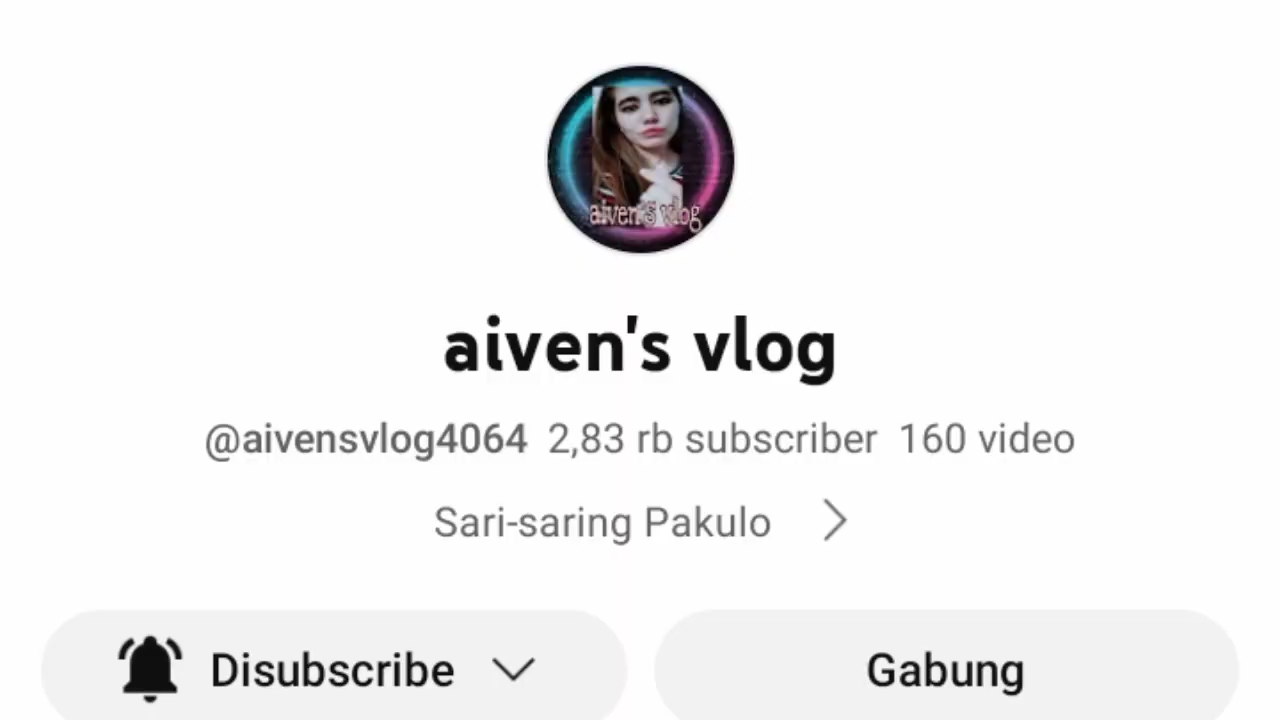 aiven's vlog
aiven's vlog
@aivensvlog4064 2,83 rb subscriber 160 video
Sari-saring Pakulo
Disubscribe
Gabung